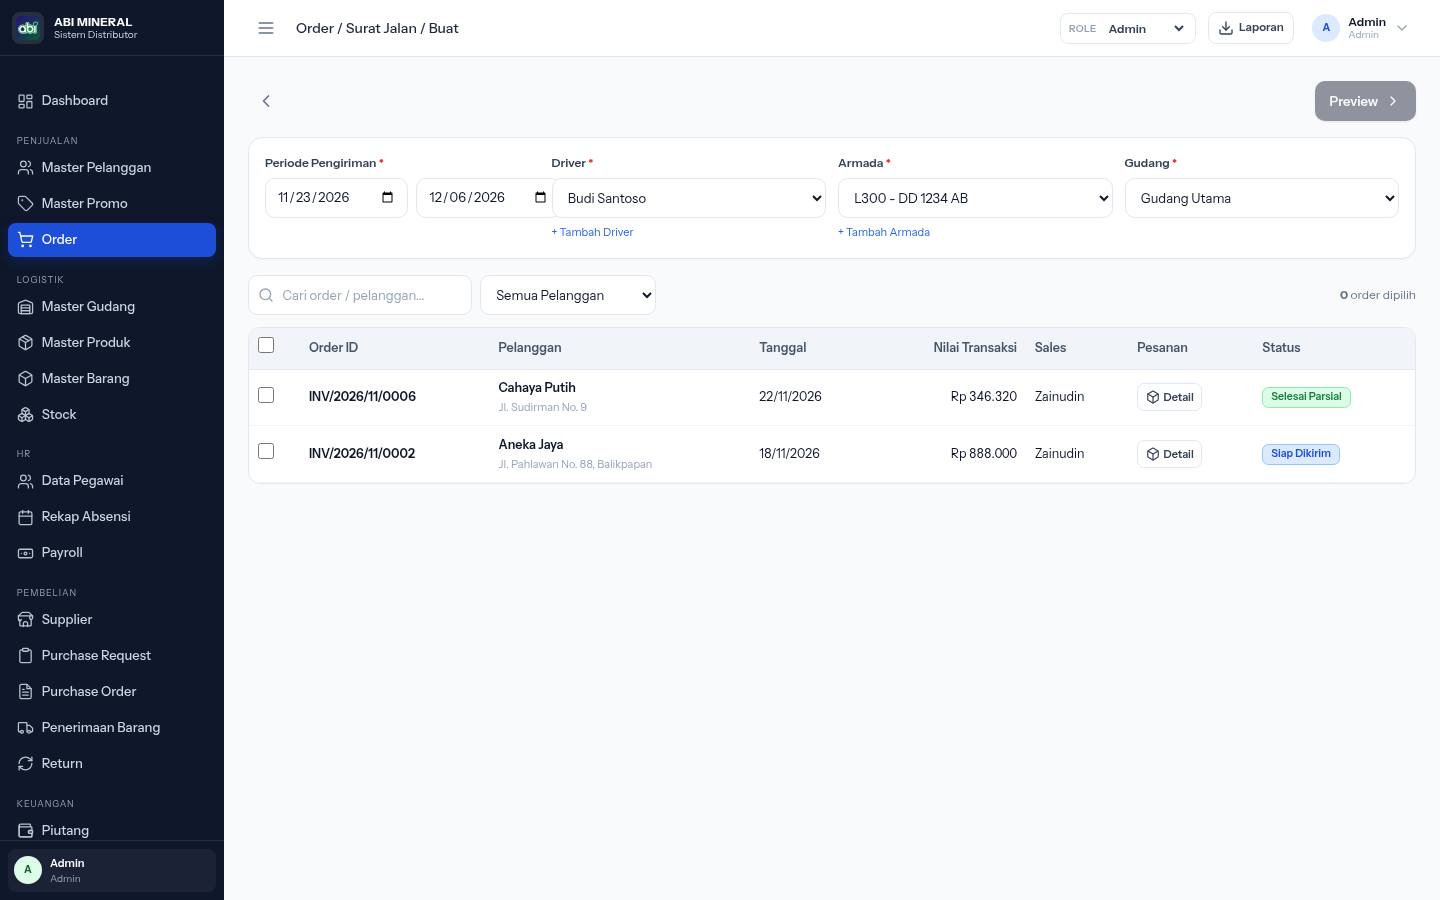 ABI MINERAL
Sistem Distributor
Dashboard
PENJUALAN
Master Pelanggan
Master Promo
Order
LOGISTIK
Master Gudang
Master Produk
Master Barang
Stock
HR
Data Pegawai
Rekap Absensi
Payroll
PEMBELIAN
Supplier
Purchase Request
Purchase Order
Penerimaan Barang
Return
KEUANGAN
Piutang
A Admin
Admin
Order / Surat Jalan / Buat
ROLE Admin
Laporan
A Admin
Admin
Preview
Periode Pengiriman * Driver * Armada * Gudang *
11/23/2026 12/06/2026 Budi Santoso L300 - DD 1234 AB Gudang Utama
+ Tambah Driver + Tambah Armada
Cari order / pelanggan... Semua Pelanggan 0 order dipilih
Order ID Pelanggan Tanggal Nilai Transaksi Sales Pesanan Status
INV/2026/11/0006 Cahaya Putih 22/11/2026 Rp 346.320 Zainudin Detail Selesai Parsial
Jl. Sudirman No. 9
INV/2026/11/0002 Aneka Jaya 18/11/2026 Rp 888.000 Zainudin Detail Siap Dikirim
Jl. Pahlawan No. 88, Balikpapan